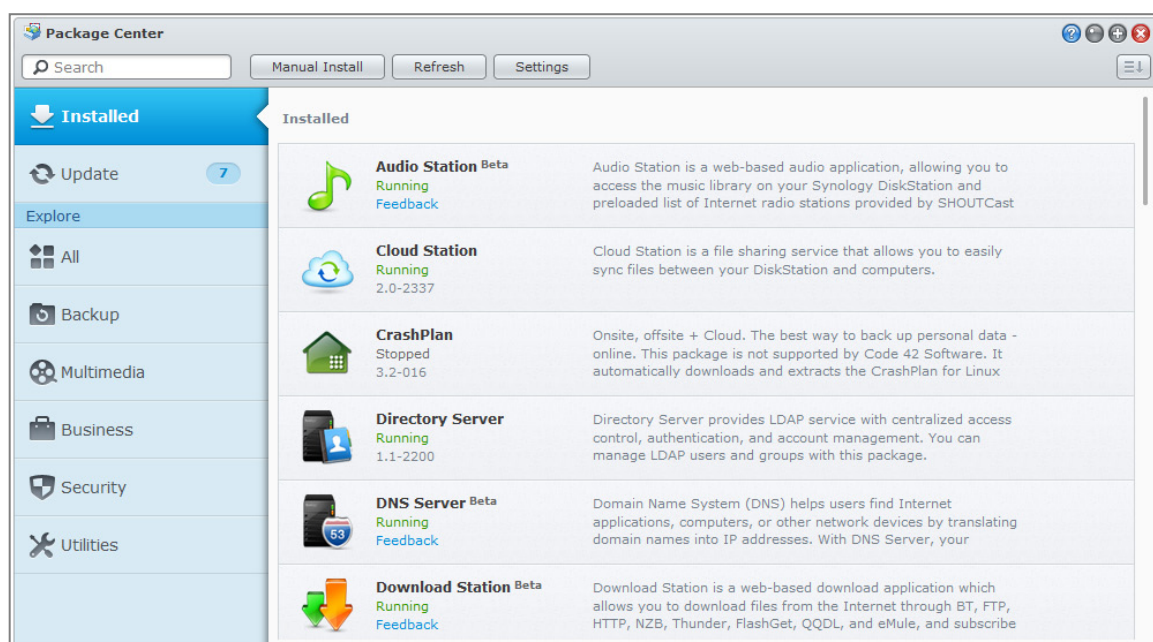 Package Center
Search
Manual Install
Refresh
Settings
Installed
Update
7
Explore
All
Backup
Multimedia
Business
Security
Utilities
Installed
Audio Station Beta
Running
Feedback
Audio Station is a web-based audio application, allowing you to
access the music library on your Synology DiskStation and
preloaded list of Internet radio stations provided by SHOUTCast
Cloud Station
Running
2.0-2337
Cloud Station is a file sharing service that allows you to easily
sync files between your DiskStation and computers.
CrashPlan
Stopped
3.2-016
Onsite, offsite + Cloud. The best way to back up personal data -
online. This package is not supported by Code 42 Software. It
automatically downloads and extracts the CrashPlan for Linux
Directory Server
Running
1.1-2200
Directory Server provides LDAP service with centralized access
control, authentication, and account management. You can
manage LDAP users and groups with this package.
DNS Server Beta
Running
Feedback
53
Domain Name System (DNS) helps users find Internet
applications, computers, or other network devices by translating
domain names into IP addresses. With DNS Server, your
Download Station Beta
Running
Feedback
Download Station is a web-based download application which
allows you to download files from the Internet through BT, FTP,
HTTP, NZB, Thunder, FlashGet, QQDL, and eMule, and subscribe